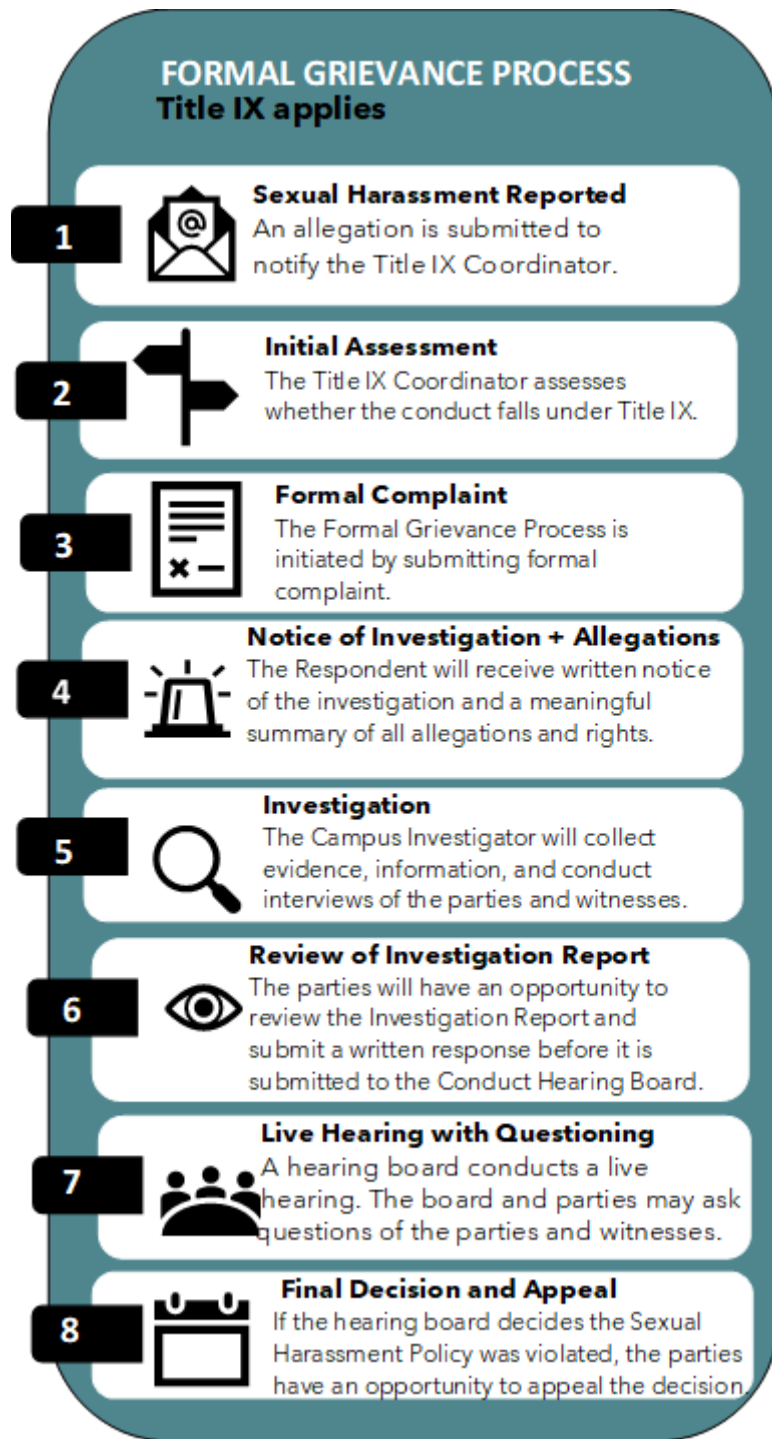 FORMAL GRIEVANCE PROCESS
Title IX applies
1
Sexual Harassment Reported
An allegation is submitted to
notify the Title IX Coordinator.
@
2
Initial Assessment
The Title IX Coordinator assesses
whether the conduct falls under Title IX.
3
Formal Complaint
The Formal Grievance Process is
initiated by submitting formal
complaint.
4
Notice of Investigation + Allegations
The Respondent will receive written notice
of the investigation and a meaningful
summary of all allegations and rights.
5
Investigation
The Campus Investigator will collect
evidence, information, and conduct
interviews of the parties and witnesses.
6
Review of Investigation Report
The parties will have an opportunity to
review the Investigation Report and
submit a written response before it is
submitted to the Conduct Hearing Board.
7
Live Hearing with Questioning
A hearing board conducts a live
hearing. The board and parties may ask
questions of the parties and witnesses.
8
Final Decision and Appeal
If the hearing board decides the Sexual
Harassment Policy was violated, the parties
have an opportunity to appeal the decision.